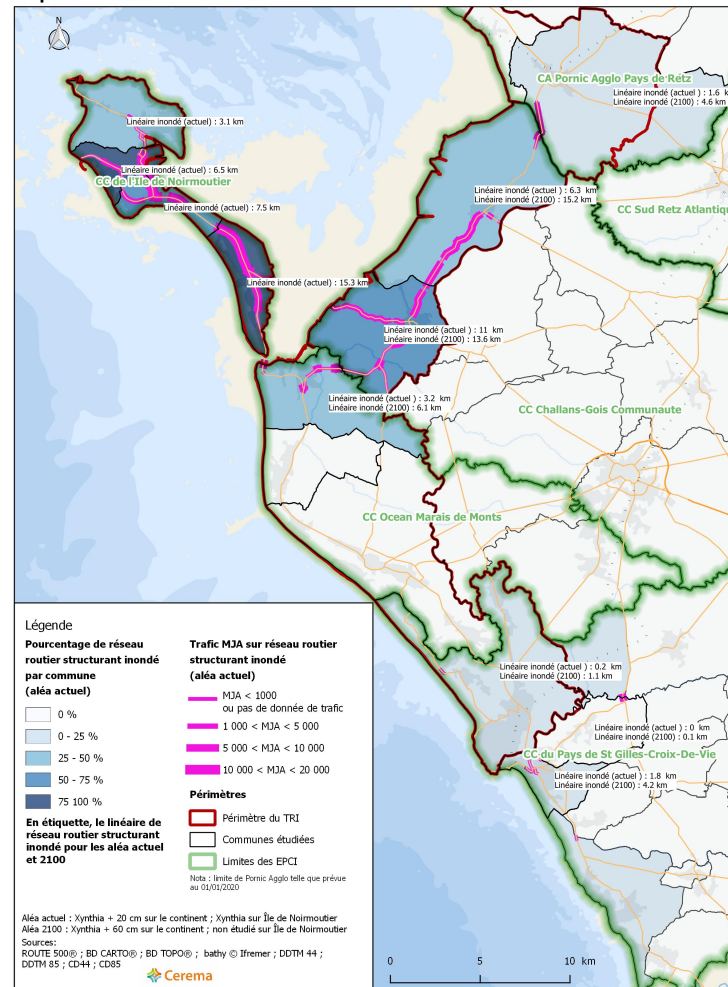 N
CA Pornic Agglo Pays de Retz
Linéaire inondé (actuel ) : 1.6 k
Linéaire inondé (2100) : 4.6 km
Linéaire inondé (actuel) : 3.1 km
Linéaire inondé (actuel) : 6.5 km
CC de l'Ile de Noirmoutier
Linéaire inondé (actuel) : 7.5 km
Linéaire inondé (actuel ) : 6.3 km
Linéaire inondé (2100) : 15.2 km
CC Sud Retz Atlantiqu
Linéaire inondé (actuel) : 15.3 km
Linéaire inondé (actuel ) : 11 km
Linéaire inondé (2100) : 13.6 km
Linéaire inondé (actuel ) : 3.2 km
Linéaire inondé (2100) : 6.1 km
CC Challans-Gois Communaute
CC Ocean Marais de Monts
Linéaire inondé (actuel ) : 0.2 km
Linéaire inondé (2100) : 1.1 km
Linéaire inondé (actuel ) : 0 km
Linéaire inondé (2100) : 0.1 km
CC du Pays de St Gilles-Croix-De-Vie
Linéaire inondé (actuel ) : 1.8 km
Linéaire inondé (2100) : 4.2 km
Légende
Pourcentage de réseau
routier structurant inondé
par commune
(aléa actuel)
0 %
0 - 25 %
25 - 50 %
50 - 75 %
75 100 %
En étiquette, le linéaire de
réseau routier structurant
inondé pour les aléa actuel
et 2100
Trafic MJA sur réseau routier
structurant inondé
(aléa actuel)
MJA < 1000
ou pas de donnée de trafic
1 000 < MJA < 5 000
5 000 < MJA < 10 000
10 000 < MJA < 20 000
Périmètres
Périmètre du TRI
Communes étudiées
Limites des EPCI
Nota : limite de Pornic Agglo telle que prévue
au 01/01/2020
Aléa actuel : Xynthia + 20 cm sur le continent ; Xynthia sur Île de Noirmoutier
Aléa 2100 : Xynthia + 60 cm sur le continent ; non étudié sur Île de Noirmoutier
Sources:
ROUTE 500® ; BD CARTO® ; BD TOPO® ; bathy © Ifremer ; DDTM 44 ;
DDTM 85 ; CD44 ; CD85
Cerema
0 5 10 km